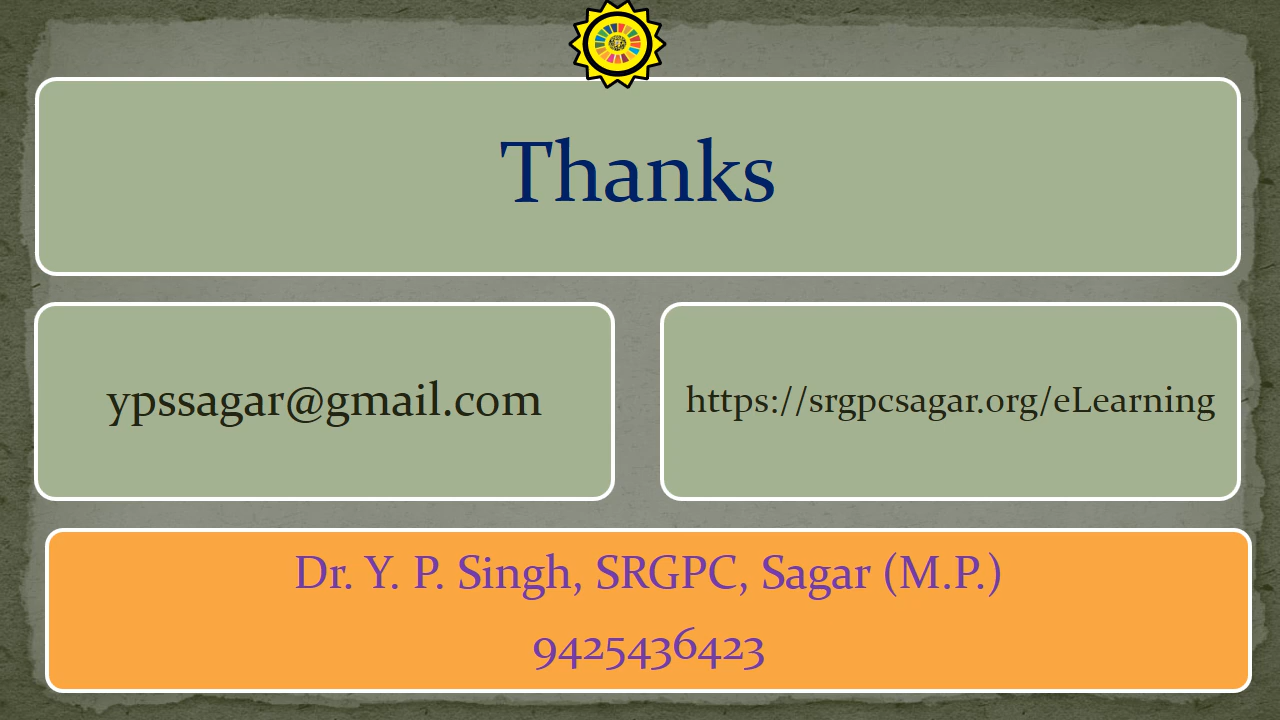 Thanks
ypssagar@gmail.com
https://srgpcsagar.org/eLearning
Dr. Y. P. Singh, SRGPC, Sagar (M.P.)
9425436423